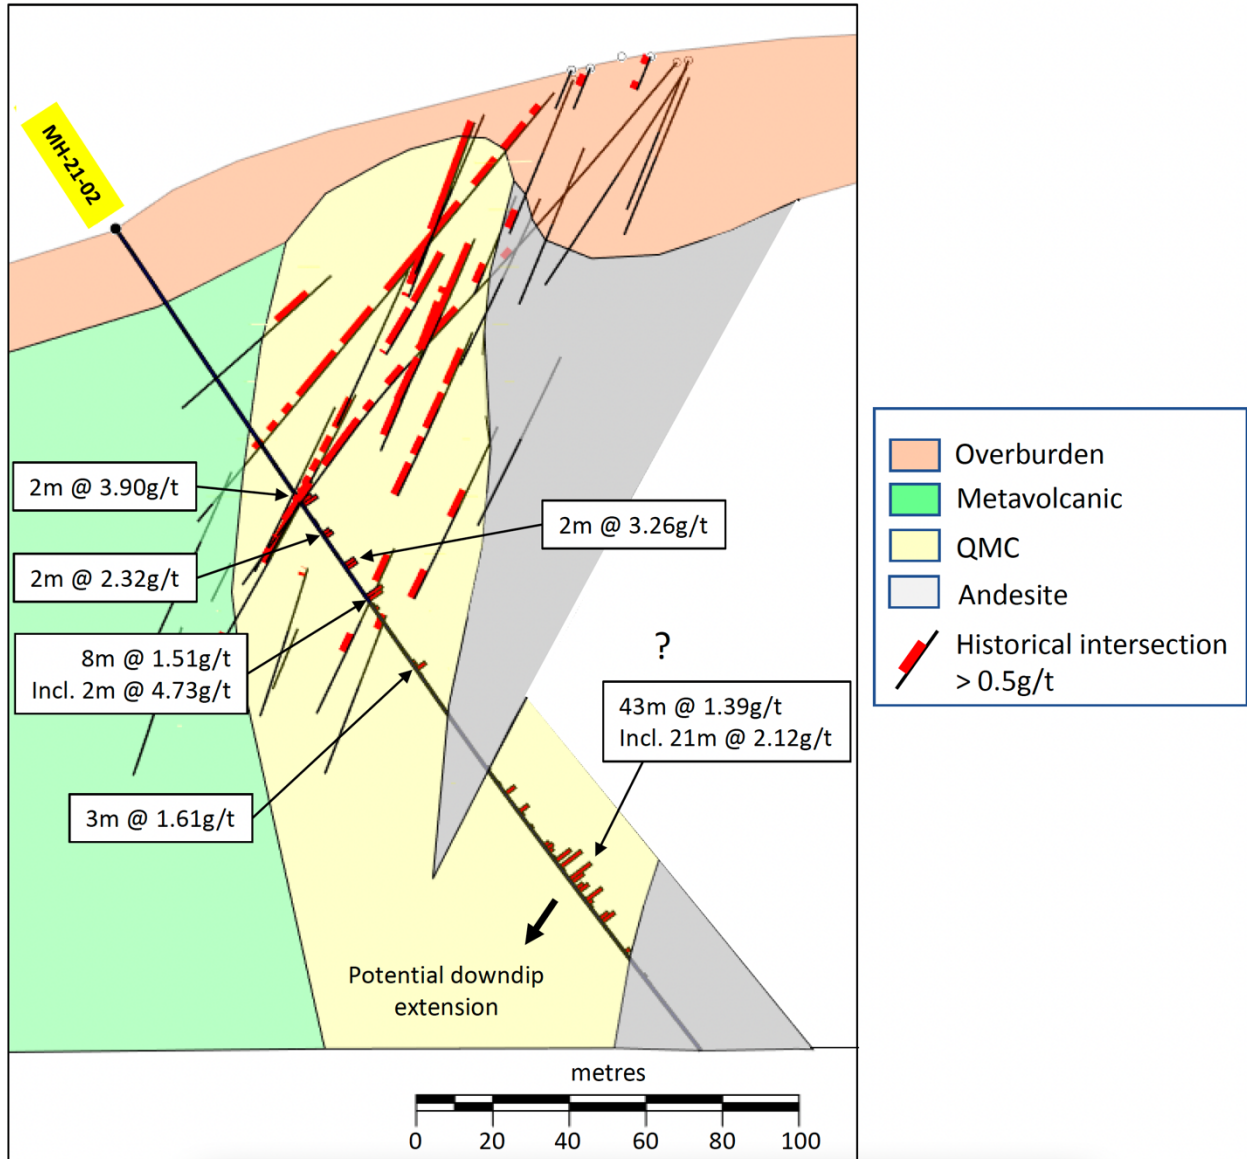 MH-21-02
2m @ 3.90g/t
2m @ 3.26g/t
2m @ 2.32g/t
8m @ 1.51g/t
Incl. 2m @ 4.73g/t
?
43m @ 1.39g/t
Incl. 21m @ 2.12g/t
3m @ 1.61g/t
Potential downdip
extension
metres
0 20 40 60 80 100
Overburden
Metavolcanic
QMC
Andesite
Historical intersection
> 0.5g/t